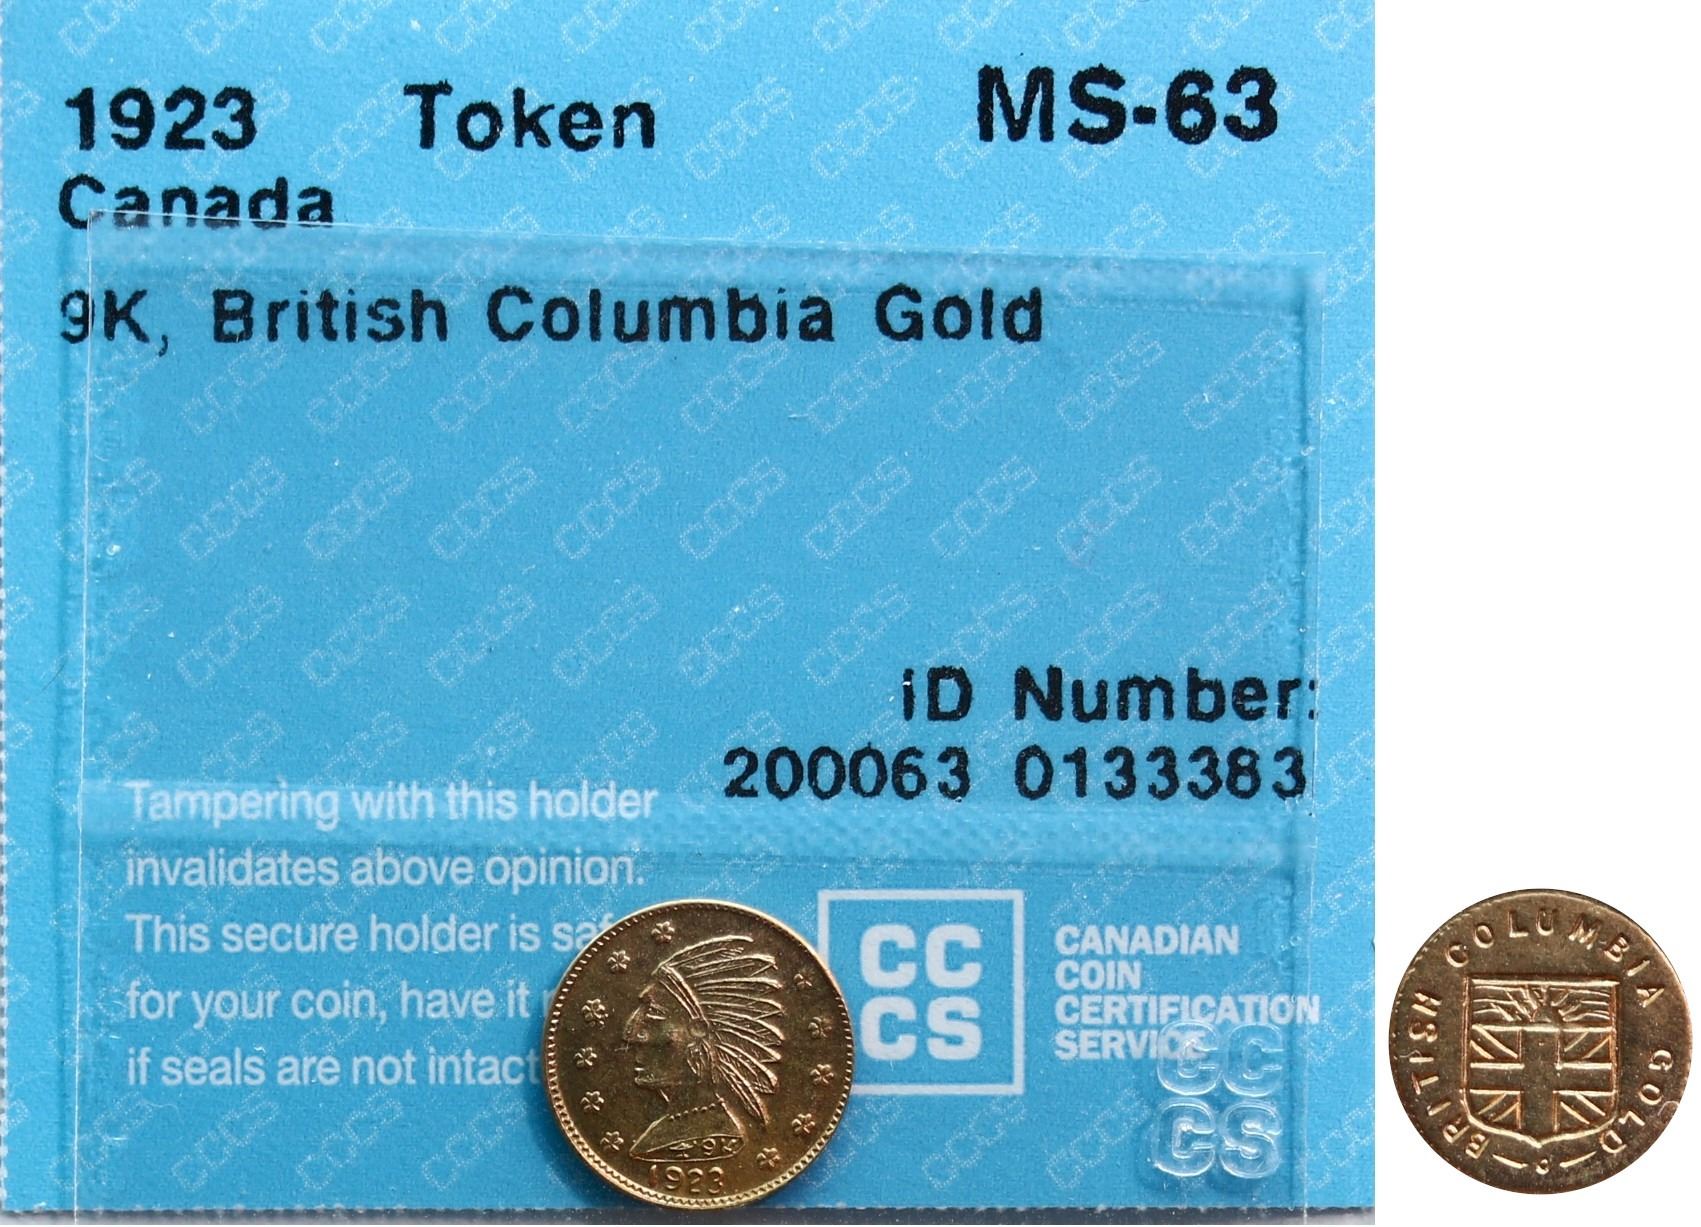 1923 Token MS-63
Canada
9K, British Columbia Gold
ID Number:
200063 0133383
Tampering with this holder
invalidates above opinion.
This secure holder is
for your coin, have it
if seals are not intact
CC
CS
CANADIAN
COIN
CERTIFICATION
SERVICE
CC
CS
9K
1923
BRITISH COLUMBIA GOLD